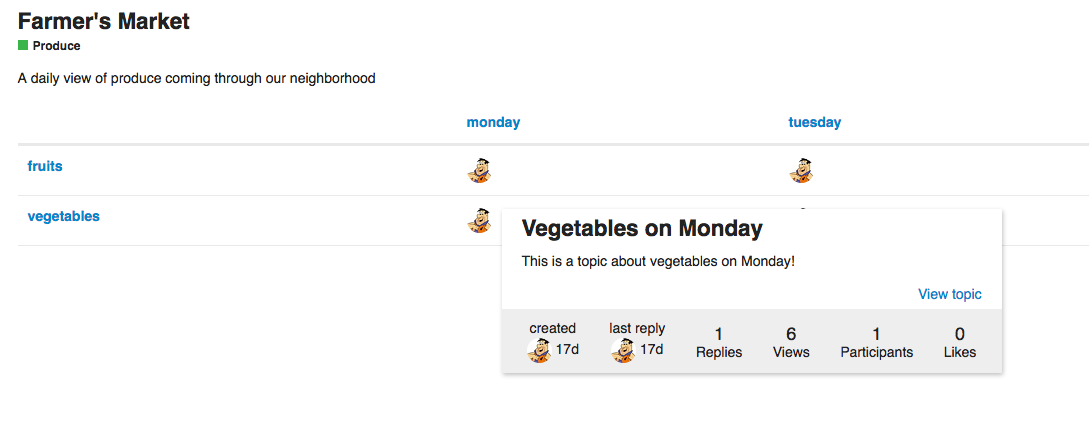 Farmer's Market
Produce
A daily view of produce coming through our neighborhood
monday tuesday
fruits
vegetables
Vegetables on Monday
This is a topic about vegetables on Monday!
View topic
created last reply 1 6 1 0
17d 17d Replies Views Participants Likes